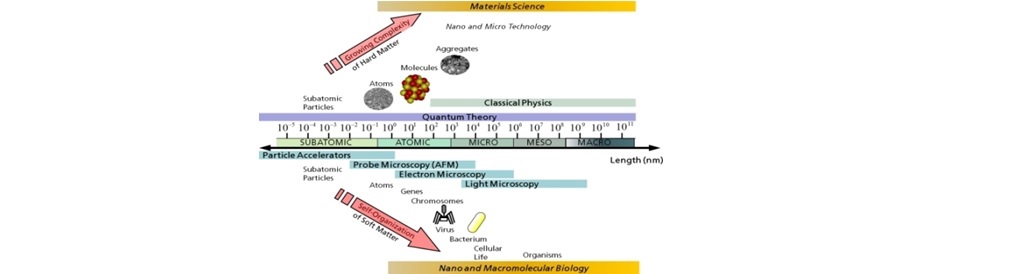 Materials Science
Nano and Micro Technology
Growing Complexity
of Hard Matter
Aggregates
Molecules
Atoms
Subatomic
Particles
Classical Physics
Quantum Theory
10⁻⁵ 10⁻⁴ 10⁻³ 10⁻² 10⁻¹ 10⁰ 10¹ 10² 10³ 10⁴ 10⁵ 10⁶ 10⁷ 10⁸ 10⁹ 10¹⁰ 10¹¹
SUBATOMIC ATOMIC MICRO MESO MACRO
Length (nm)
Particle Accelerators
Probe Microscopy (AFM)
Electron Microscopy
Light Microscopy
Subatomic
Particles
Atoms
Genes
Chromosomes
Self-Organization
of Soft Matter
Virus
Bacterium
Cellular
Life
Organisms
Nano and Macromolecular Biology